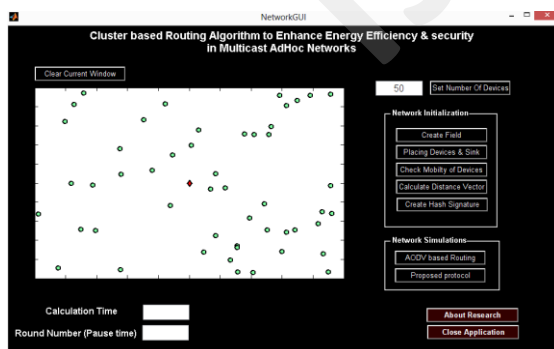 NetworkGUI
Cluster based Routing Algorithm to Enhance Energy Efficiency & security
in Multicast AdHoc Networks
Clear Current Window
50
Set Number Of Devices
Network Initialization
Create Field
Placing Devices & Sink
Check Mobilty of Devices
Calculate Distance Vector
Create Hash Signature
Network Simulations
AODV based Routing
Proposed protocol
Calculation Time
Round Number (Pause time)
About Research
Close Application